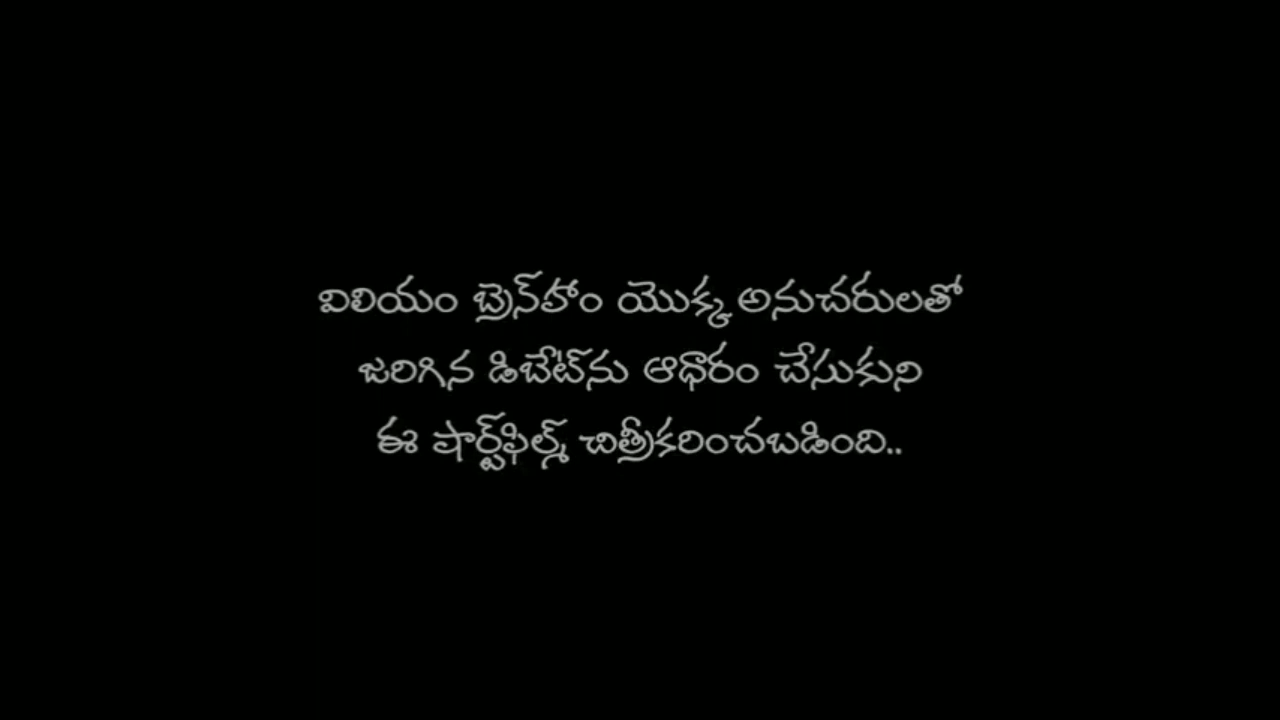 విలియం బ్రెన్‌హాం యొక్క అనుచరులతో
జరిగిన డిబేట్‌ను ఆధారం చేసుకుని
ఈ షార్ట్‌ఫిల్మ్ చిత్రీకరించబడింది..